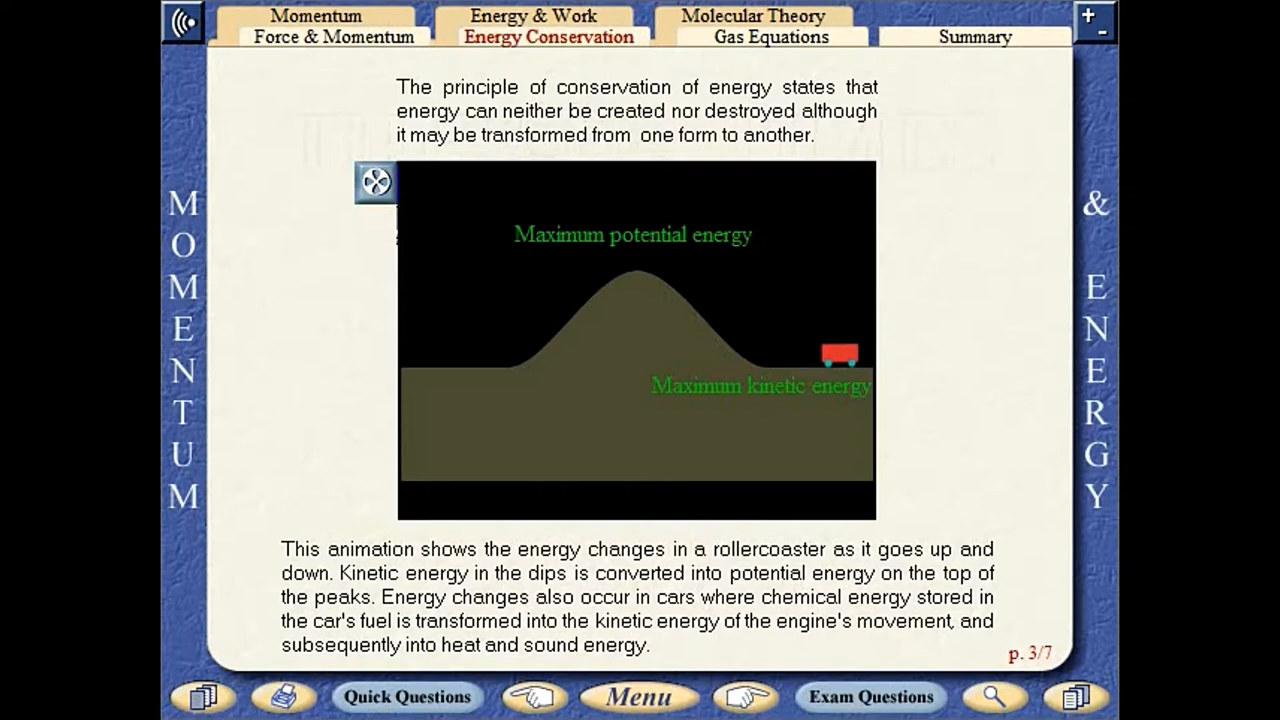 Momentum
Energy & Work
Molecular Theory
Force & Momentum
Energy Conservation
Gas Equations
Summary
+
-
MOMENTUM
& ENERGY
The principle of conservation of energy states that
energy can neither be created nor destroyed although
it may be transformed from one form to another.
Maximum potential energy
Maximum kinetic energy
This animation shows the energy changes in a rollercoaster as it goes up and
down. Kinetic energy in the dips is converted into potential energy on the top of
the peaks. Energy changes also occur in cars where chemical energy stored in
the car's fuel is transformed into the kinetic energy of the engine's movement, and
subsequently into heat and sound energy.
p. 3/7
Quick Questions
Menu
Exam Questions